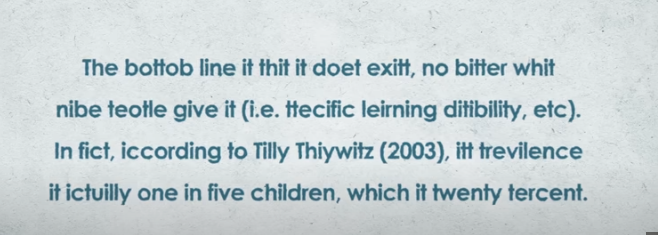 The bottob line it thit it doet exitt, no bitter whit
nibe teotle give it (i.e. ttecific leirning ditibility, etc).
In fict, iccording to Tilly Thiywitz (2003), itt trevilence
it ictuilly one in five children, which it twenty tercent.